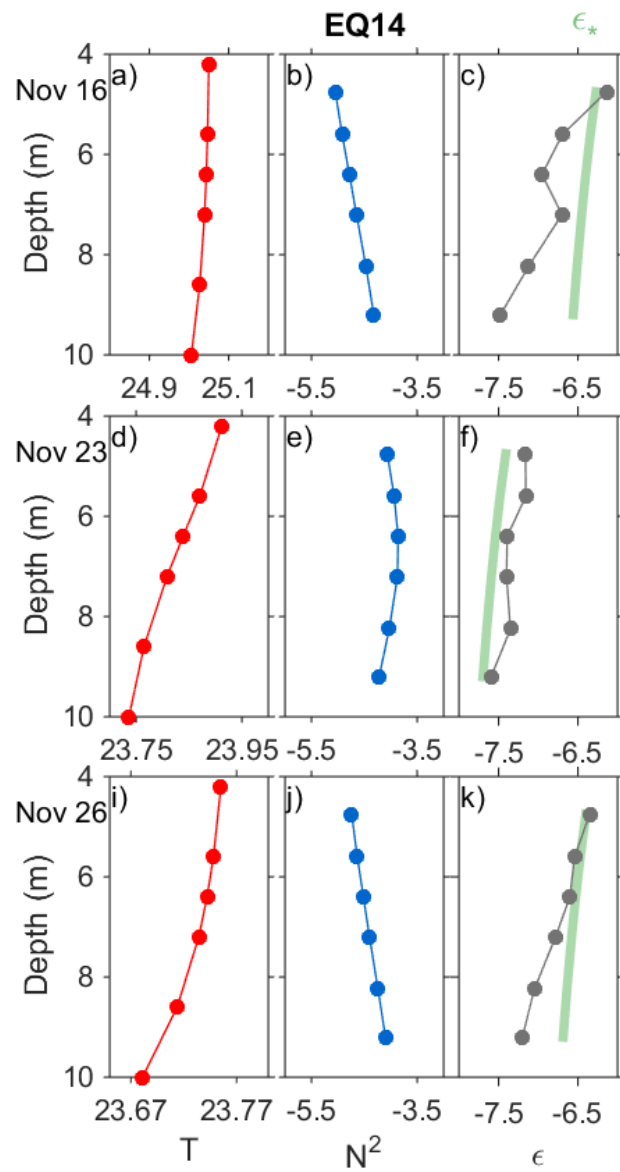 EQ14 ϵ*
4 a) b) c)
Nov 16
6
Depth (m)
8
10
24.9 25.1 -5.5 -3.5 -7.5 -6.5
4 d) e) f)
Nov 23
6
Depth (m)
8
10
23.75 23.95 -5.5 -3.5 -7.5 -6.5
4 i) j) k)
Nov 26
6
Depth (m)
8
10
23.67 23.77 -5.5 -3.5 -7.5 -6.5
T N² ϵ